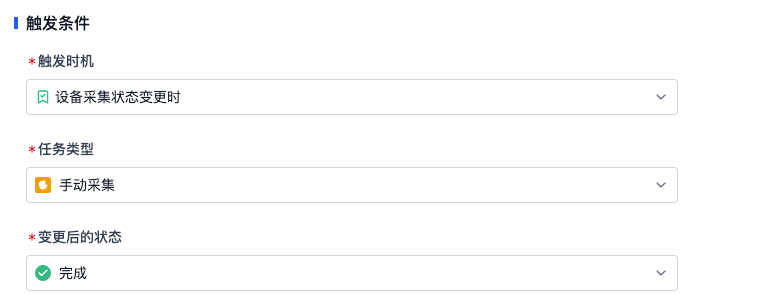 触发条件
*触发时机
设备采集状态变更时
*任务类型
手动采集
*变更后的状态
完成